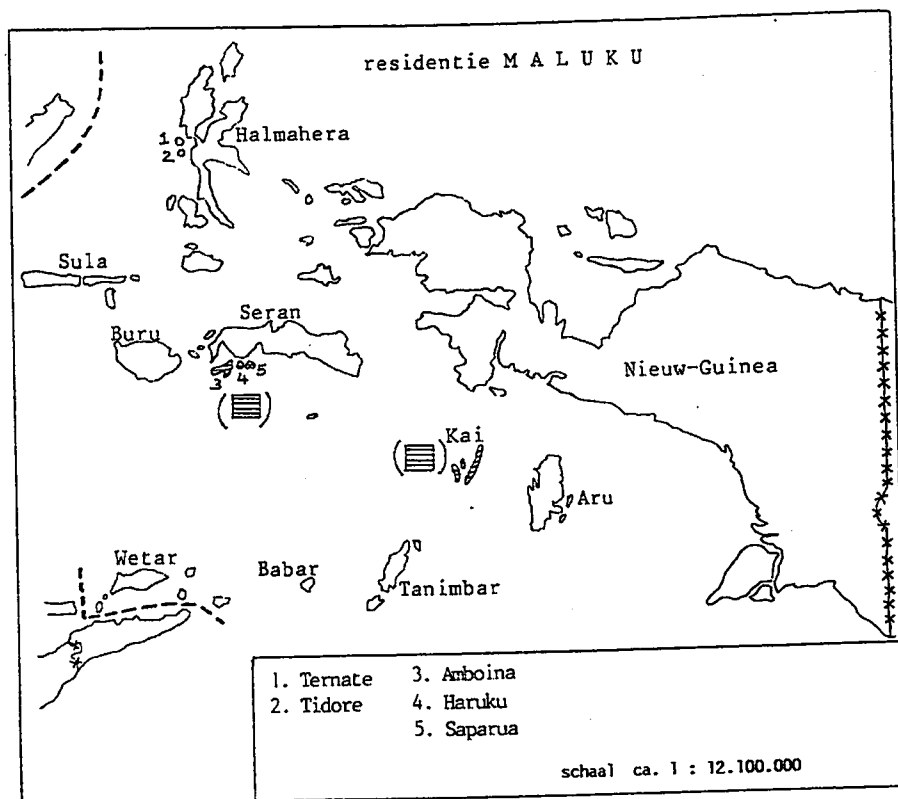 residentie M A L U K U
1
2
Halmahera
Sula
Seran
Buru
3 4 5
Nieuw-Guinea
Kai
Aru
Wetar
Babar
Tanimbar
1. Ternate 3. Amboina
2. Tidore 4. Haruku
5. Saparua
schaal ca. 1 : 12.100.000